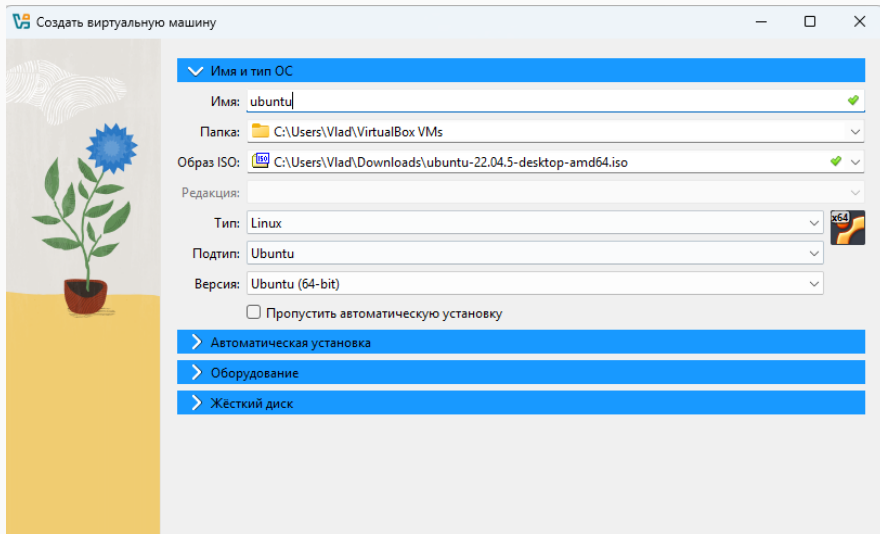 Создать виртуальную машину
Имя и тип ОС
Имя: ubuntu
Папка: C:\Users\Vlad\VirtualBox VMs
Образ ISO: ISO C:\Users\Vlad\Downloads\ubuntu-22.04.5-desktop-amd64.iso
Редакция:
Тип: Linux x64
Подтип: Ubuntu
Версия: Ubuntu (64-bit)
Пропустить автоматическую установку
Автоматическая установка
Оборудование
Жёсткий диск